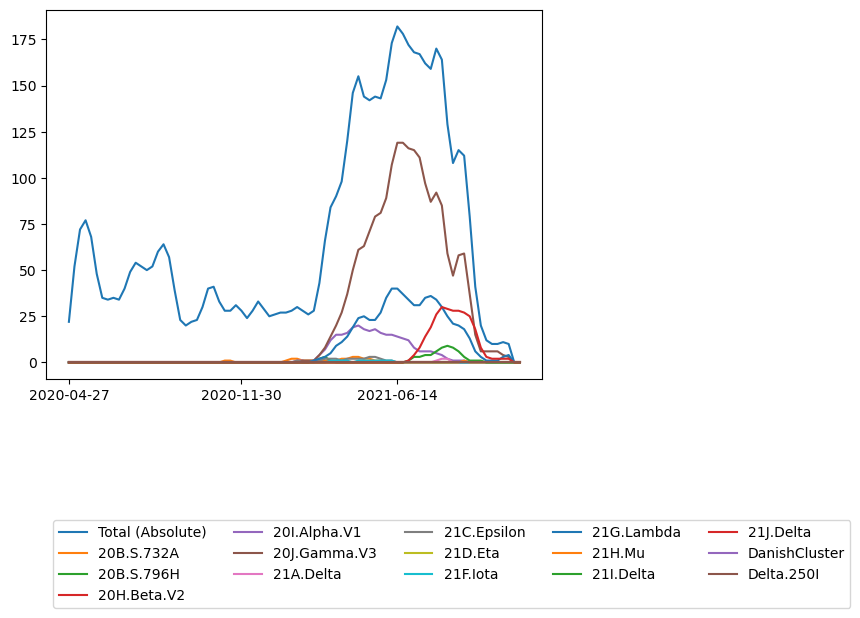 175
150
125
100
75
50
25
0
2020-04-27 2020-11-30 2021-06-14
Total (Absolute) 20I.Alpha.V1 21C.Epsilon 21G.Lambda 21J.Delta
20B.S.732A 20J.Gamma.V3 21D.Eta 21H.Mu DanishCluster
20B.S.796H 21A.Delta 21F.Iota 21I.Delta Delta.250I
20H.Beta.V2